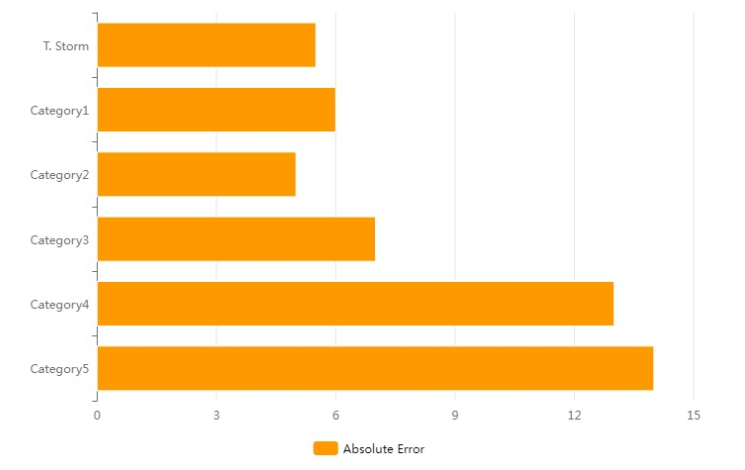 T. Storm
Category1
Category2
Category3
Category4
Category5
0 3 6 9 12 15
Absolute Error